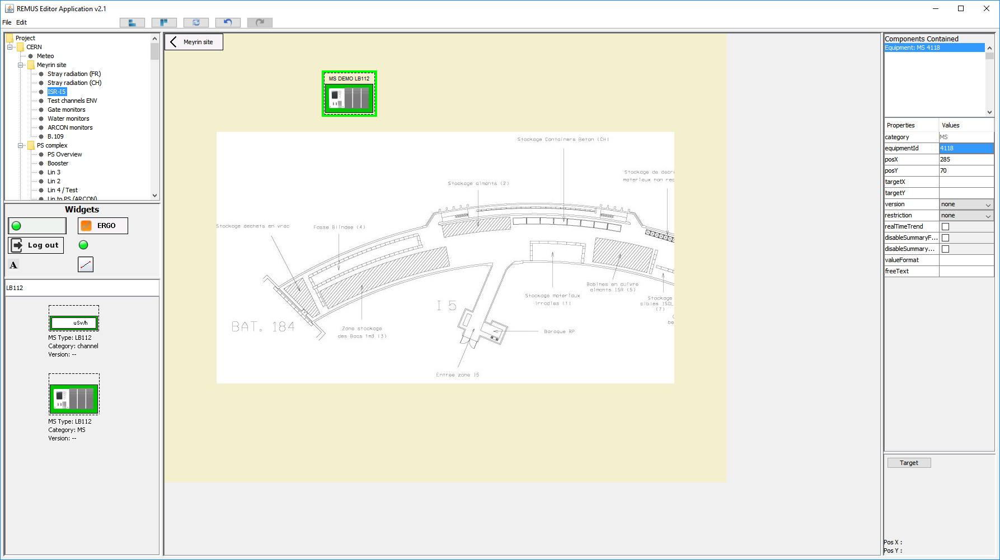 REMUS Editor Application v2.1
File Edit
Project
CERN
Meteo
Meyrin site
Stray radiation (FR)
Stray radiation (CH)
ISR-I5
Test channels ENV
Gate monitors
Water monitors
ARCON monitors
B.109
PS complex
PS Overview
Booster
Lin 3
Lin 2
Lin 4 / Test
Lin to PS (ARCON)
Widgets
ERGO
Log out
A
LB112
uSv/h
MS Type: LB112
Category: channel
Version: --
MS Type: LB112
Category: MS
Version: --
Meyrin site
MS DEMO LB112
Stockage Containers Beton (CH)
Stockage de decr
materiaux non rec
Stockage aimants (2)
Stockage dechets en vrac
Fosse Blindee (4)
Bobines en cuivre
aimants ISR (5)
Stockage materiaux
irradies (1)
Stockage
cibles ISOL
(7)
I 5
BAT. 184
Zone stockage
des Bacs 1m3 (3)
be
Baraque RP
Entree zone I5
Components Contained
Equipment: MS 4118
Properties Values
category MS
equipmentId 4118
posX 285
posY 70
targetX
targetY
version none
restriction none
realTimeTrend
disableSummaryF...
disableSummary...
valueFormat
freeText
Target
Pos X :
Pos Y :